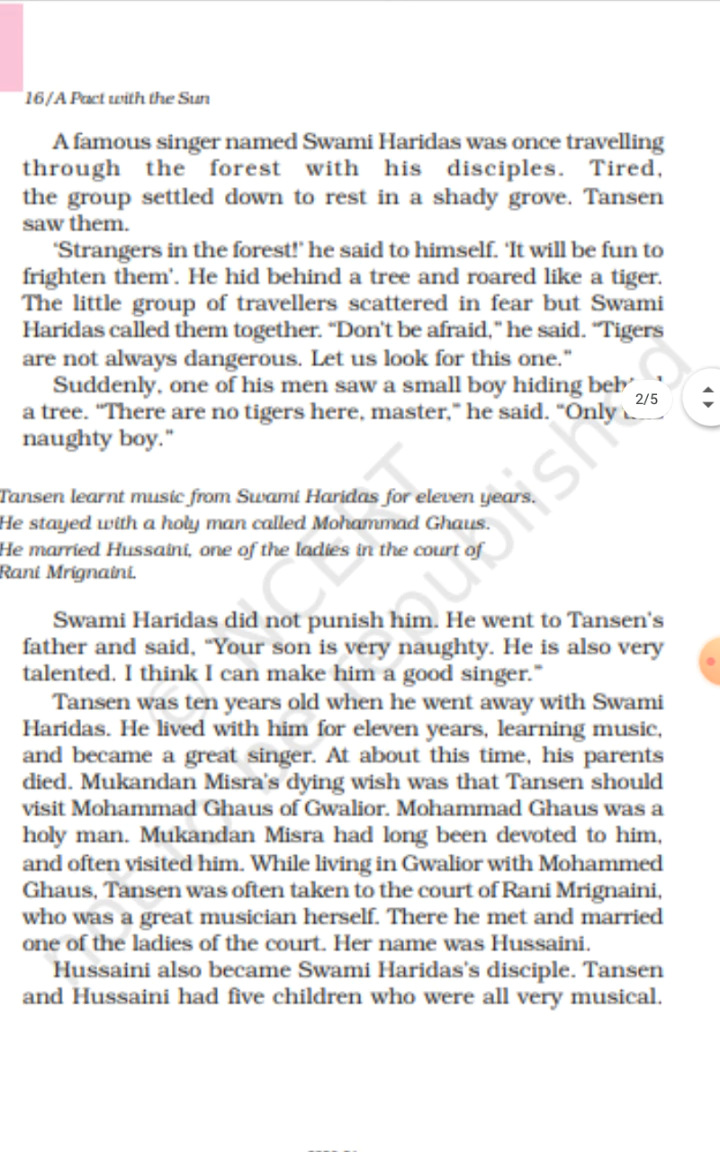 16/A Pact with the Sun
A famous singer named Swami Haridas was once travelling
through the forest with his disciples. Tired,
the group settled down to rest in a shady grove. Tansen
saw them.
'Strangers in the forest!' he said to himself. 'It will be fun to
frighten them'. He hid behind a tree and roared like a tiger.
The little group of travellers scattered in fear but Swami
Haridas called them together. “Don't be afraid,” he said. “Tigers
are not always dangerous. Let us look for this one.”
Suddenly, one of his men saw a small boy hiding
a tree. “There are no tigers here, master,” he said. “Only
2/5
naughty boy.”
Tansen learnt music from Swami Haridas for eleven years.
He stayed with a holy man called Mohammad Ghaus.
He married Hussaini, one of the ladies in the court of
Rani Mrignaini.
Swami Haridas did not punish him. He went to Tansen's
father and said, “Your son is very naughty. He is also very
talented. I think I can make him a good singer.”
Tansen was ten years old when he went away with Swami
Haridas. He lived with him for eleven years, learning music,
and became a great singer. At about this time, his parents
died. Mukandan Misra's dying wish was that Tansen should
visit Mohammad Ghaus of Gwalior. Mohammad Ghaus was a
holy man. Mukandan Misra had long been devoted to him,
and often visited him. While living in Gwalior with Mohammed
Ghaus, Tansen was often taken to the court of Rani Mrignaini,
who was a great musician herself. There he met and married
one of the ladies of the court. Her name was Hussaini.
Hussaini also became Swami Haridas's disciple. Tansen
and Hussaini had five children who were all very musical.
© NCERT
not to be republished